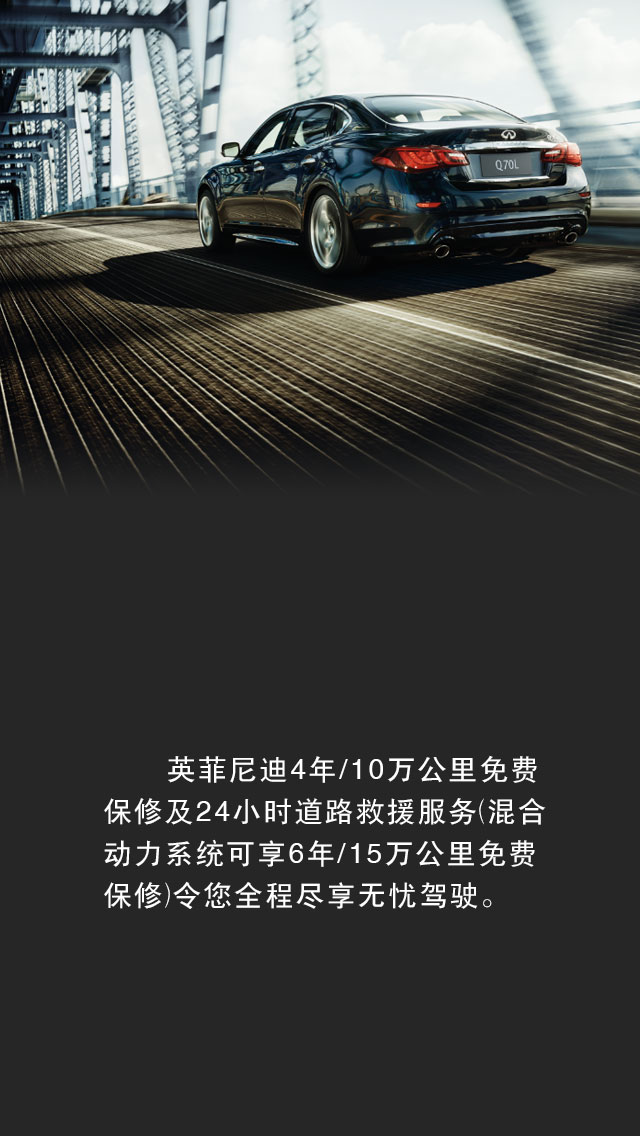 Q70L
英菲尼迪4年/10万公里免费
保修及24小时道路救援服务(混合
动力系统可享6年/15万公里免费
保修)令您全程尽享无忧驾驶。